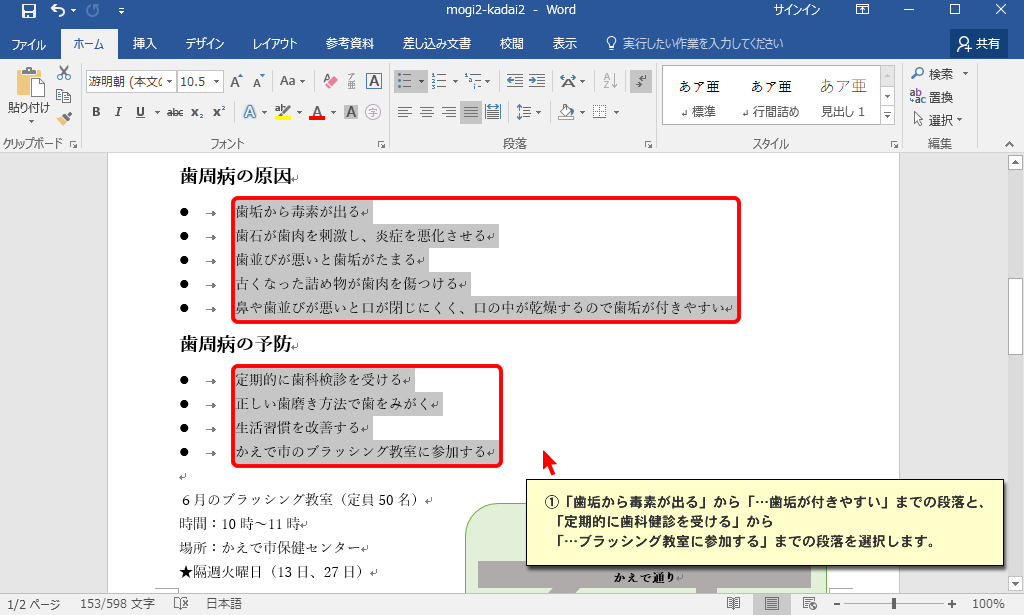 mogi2-kadai2 - Word
サインイン
ファイル ホーム 挿入 デザイン レイアウト 参考資料 差し込み文書 校閲 表示 実行したい作業を入力してください 共有
貼り付け
游明朝 (本文の 10.5 A A Aa A
B I U abc x₂ x² A ab A A 字
あア亜 あア亜 あア亜
↲標準 ↲行間詰め 見出し 1
検索
置換
選択
クリップボード フォント 段落 スタイル 編集
歯周病の原因↵
● → 歯垢から毒素が出る↵
● → 歯石が歯肉を刺激し、炎症を悪化させる↵
● → 歯並びが悪いと歯垢がたまる↵
● → 古くなった詰め物が歯肉を傷つける↵
● → 鼻や歯並びが悪いと口が閉じにくく、口の中が乾燥するので歯垢が付きやすい↵
歯周病の予防↵
● → 定期的に歯科検診を受ける↵
● → 正しい歯磨き方法で歯をみがく↵
● → 生活習慣を改善する↵
● → かえで市のブラッシング教室に参加する↵
↵
６月のブラッシング教室（定員 50 名）↵
時間：10 時～11 時↵
場所：かえで市保健センター↵
★隔週火曜日（13 日、27 日）↵
かえで通り↵
①「歯垢から毒素が出る」から「…歯垢が付きやすい」までの段落と、
「定期的に歯科健診を受ける」から
「…ブラッシング教室に参加する」までの段落を選択します。
1/2 ページ 153/598 文字 日本語 100%